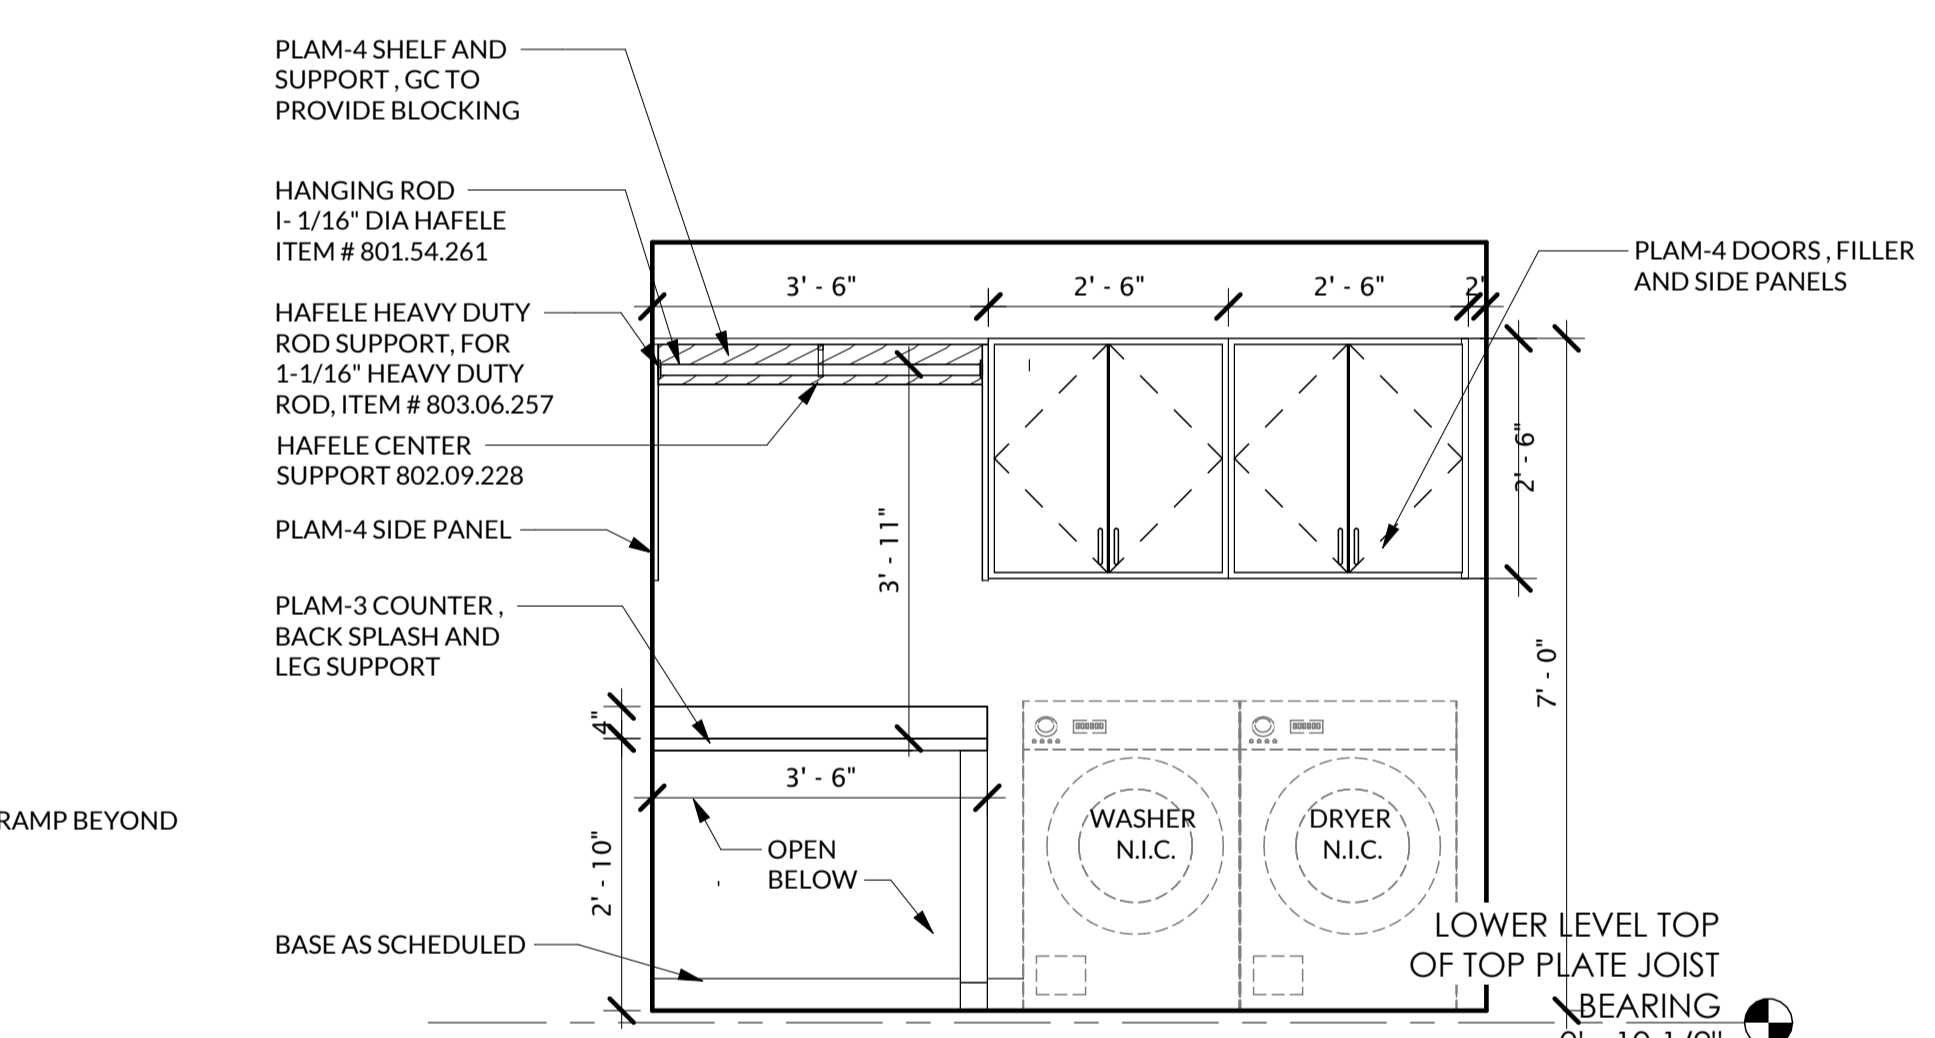 PLAM-4 SHELF AND
SUPPORT , GC TO
PROVIDE BLOCKING
HANGING ROD
I- 1/16" DIA HAFELE
ITEM # 801.54.261
HAFELE HEAVY DUTY
ROD SUPPORT, FOR
1-1/16" HEAVY DUTY
ROD, ITEM # 803.06.257
HAFELE CENTER
SUPPORT 802.09.228
PLAM-4 SIDE PANEL
PLAM-3 COUNTER ,
BACK SPLASH AND
LEG SUPPORT
RAMP BEYOND
BASE AS SCHEDULED
3' - 6"
2' - 6"
2' - 6"
2"
PLAM-4 DOORS , FILLER
AND SIDE PANELS
2' - 6"
7' - 0"
3' - 11"
4"
3' - 6"
2' - 10"
OPEN
BELOW
WASHER
N.I.C.
DRYER
N.I.C.
LOWER LEVEL TOP
OF TOP PLATE JOIST
BEARING